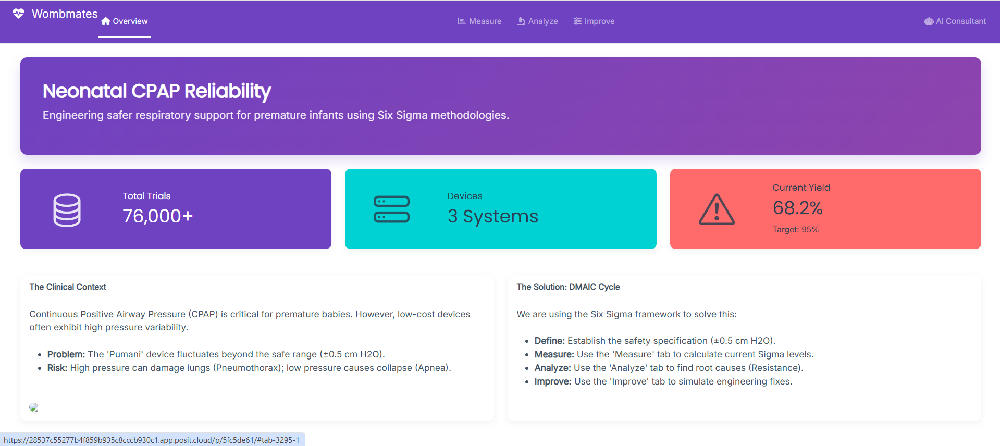 Wombmates
Overview
Measure
Analyze
Improve
AI Consultant
Neonatal CPAP Reliability
Engineering safer respiratory support for premature infants using Six Sigma methodologies.
Total Trials
76,000+
Devices
3 Systems
Current Yield
68.2%
Target: 95%
The Clinical Context
Continuous Positive Airway Pressure (CPAP) is critical for premature babies. However, low-cost devices
often exhibit high pressure variability.
• Problem: The 'Pumani' device fluctuates beyond the safe range (±0.5 cm H2O).
• Risk: High pressure can damage lungs (Pneumothorax); low pressure causes collapse (Apnea).
The Solution: DMAIC Cycle
We are using the Six Sigma framework to solve this:
• Define: Establish the safety specification (±0.5 cm H2O).
• Measure: Use the 'Measure' tab to calculate current Sigma levels.
• Analyze: Use the 'Analyze' tab to find root causes (Resistance).
• Improve: Use the 'Improve' tab to simulate engineering fixes.
https://28537c55277b4f859b935c8cccb930c1.app.posit.cloud/p/5fc5de61/#tab-3295-1